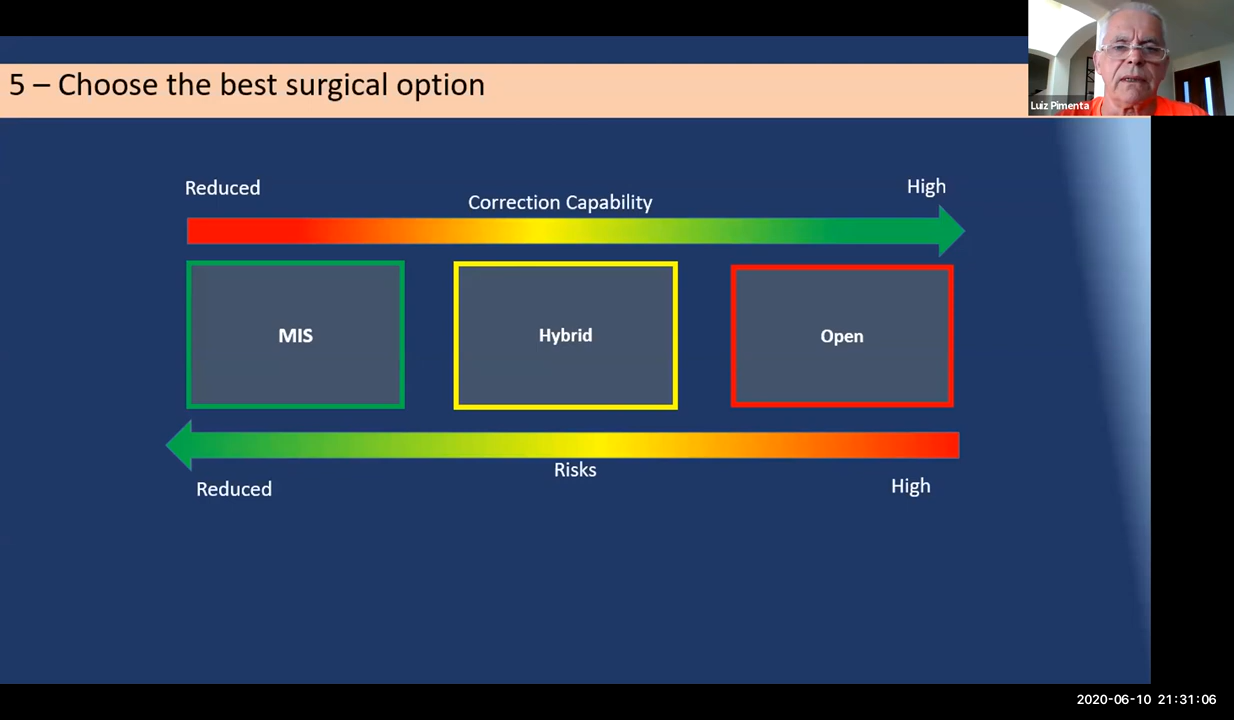 5 – Choose the best surgical option
Luiz Pimenta
Reduced
High
Correction Capability
MIS
Hybrid
Open
Risks
Reduced
High
2020-06-10 21:31:06